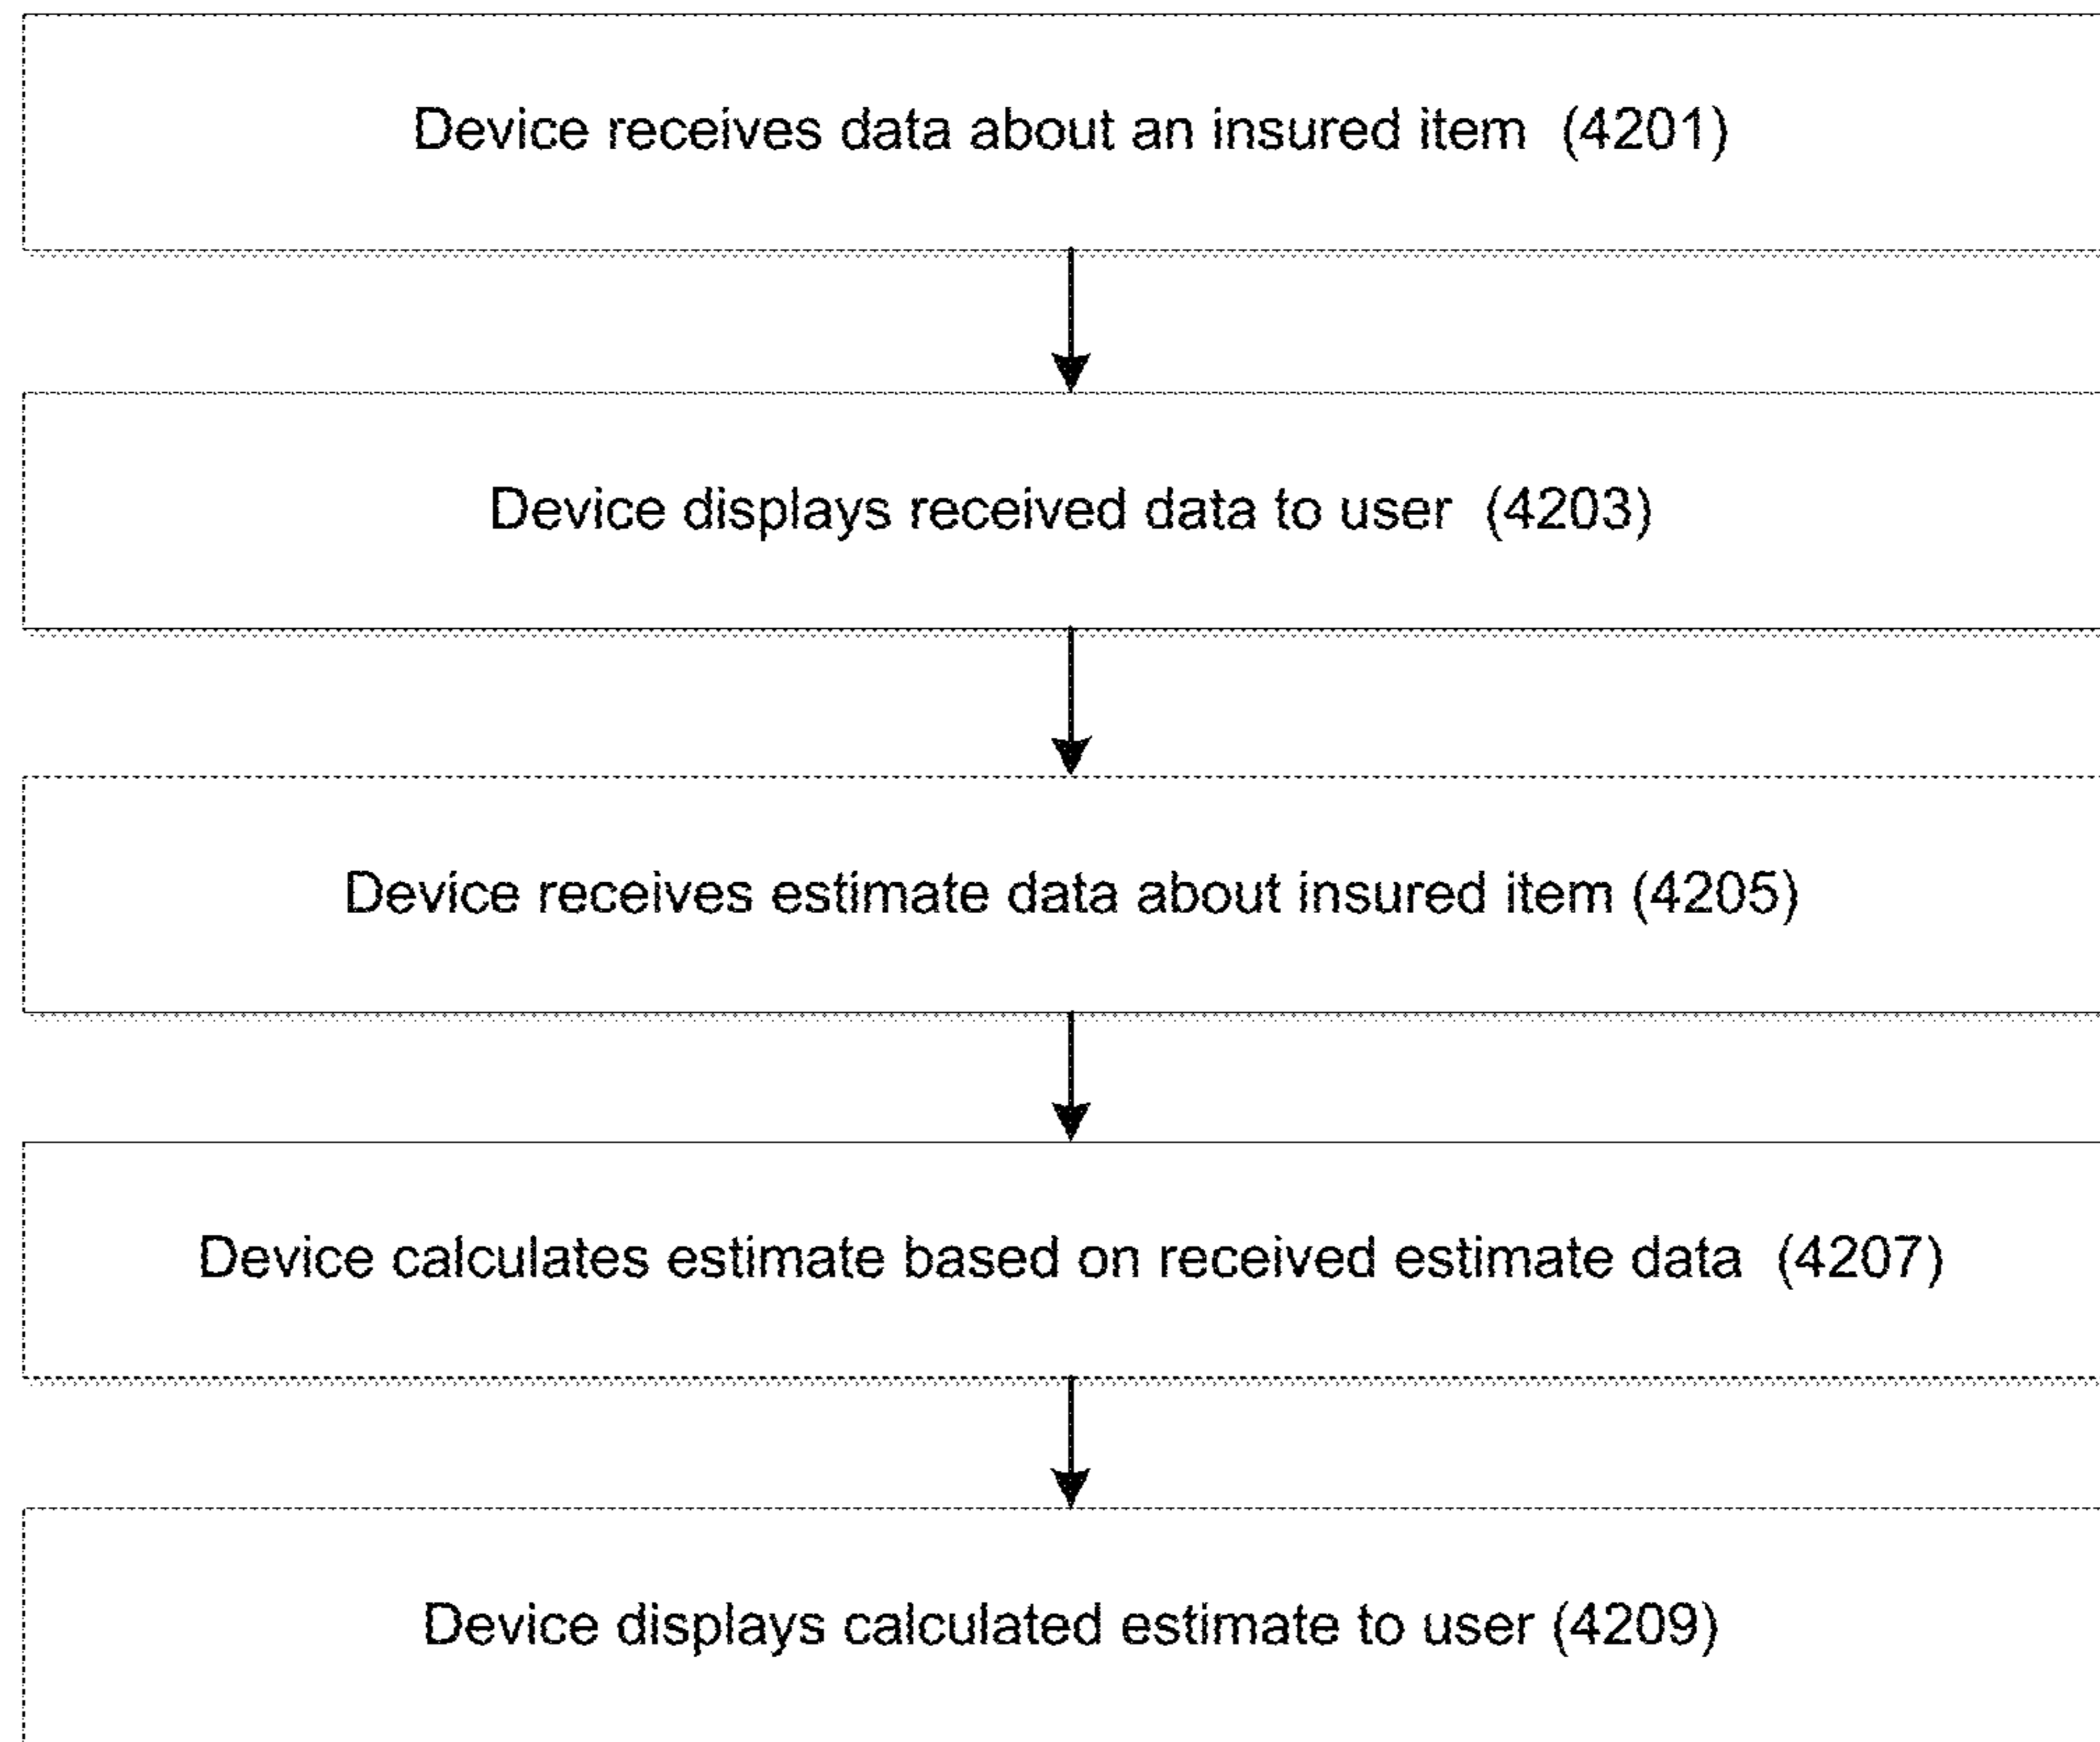 Device receives data about an insured item (4201)
Device displays received data to user (4203)
Device receives estimate data about insured item (4205)
Device calculates estimate based on received estimate data (4207)
Device displays calculated estimate to user (4209)